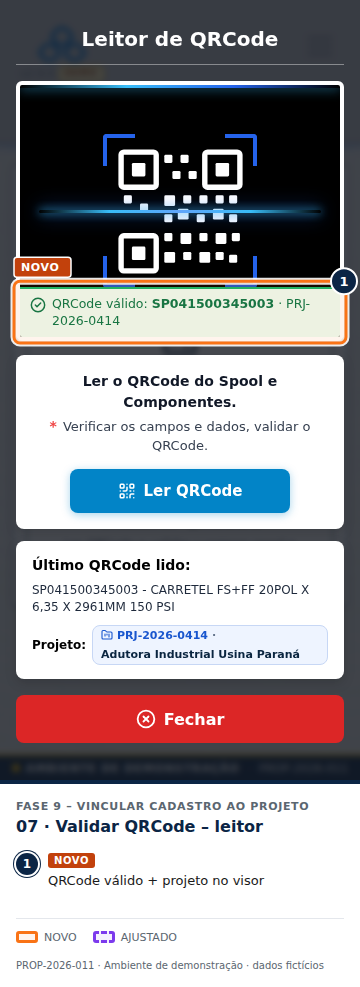 Leitor de QRCode
NOVO
1
QRCode válido: SP041500345003 · PRJ-
2026-0414
Ler o QRCode do Spool e
Componentes.
* Verificar os campos e dados, validar o
QRCode.
Ler QRCode
Último QRCode lido:
SP041500345003 - CARRETEL FS+FF 20POL X
6,35 X 2961MM 150 PSI
Projeto:
PRJ-2026-0414 ·
Adutora Industrial Usina Paraná
Fechar
FASE 9 – VINCULAR CADASTRO AO PROJETO
07 · Validar QRCode – leitor
1
NOVO
QRCode válido + projeto no visor
NOVO
AJUSTADO
PROP-2026-011 · Ambiente de demonstração · dados fictícios